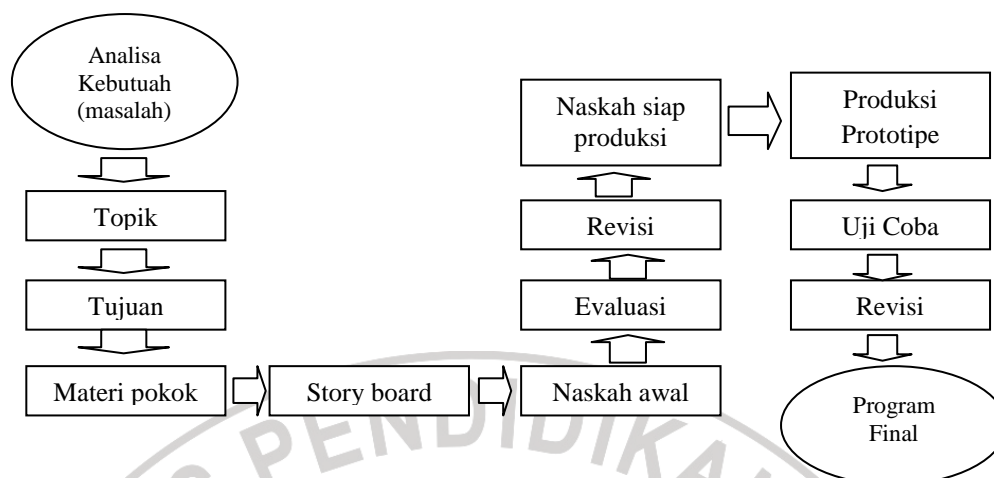 Analisa
Kebutuah
(masalah)
Topik
Tujuan
Materi pokok
Story board
Naskah awal
Evaluasi
Revisi
Naskah siap
produksi
Produksi
Prototipe
Uji Coba
Revisi
Program
Final
PENDIDIKA